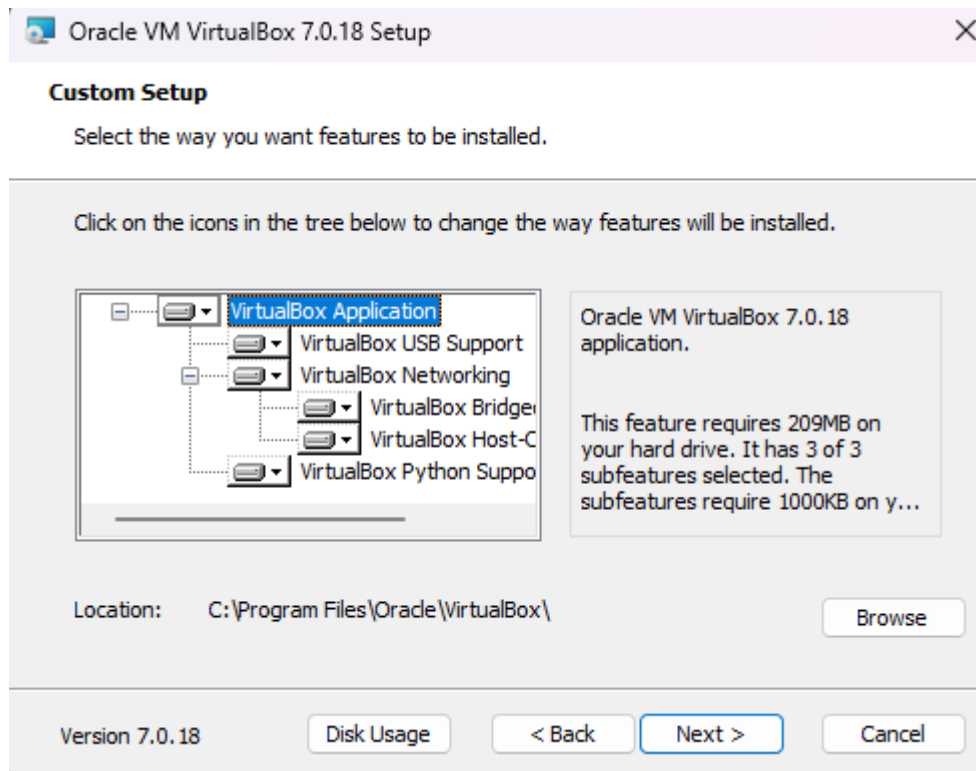 Oracle VM VirtualBox 7.0.18 Setup
Custom Setup
Select the way you want features to be installed.
Click on the icons in the tree below to change the way features will be installed.
VirtualBox Application
VirtualBox USB Support
VirtualBox Networking
VirtualBox Bridge
VirtualBox Host-C
VirtualBox Python Suppo
Oracle VM VirtualBox 7.0.18
application.
This feature requires 209MB on
your hard drive. It has 3 of 3
subfeatures selected. The
subfeatures require 1000KB on y...
Location: C:\Program Files\Oracle\VirtualBox\
Browse
Version 7.0.18 Disk Usage < Back Next > Cancel